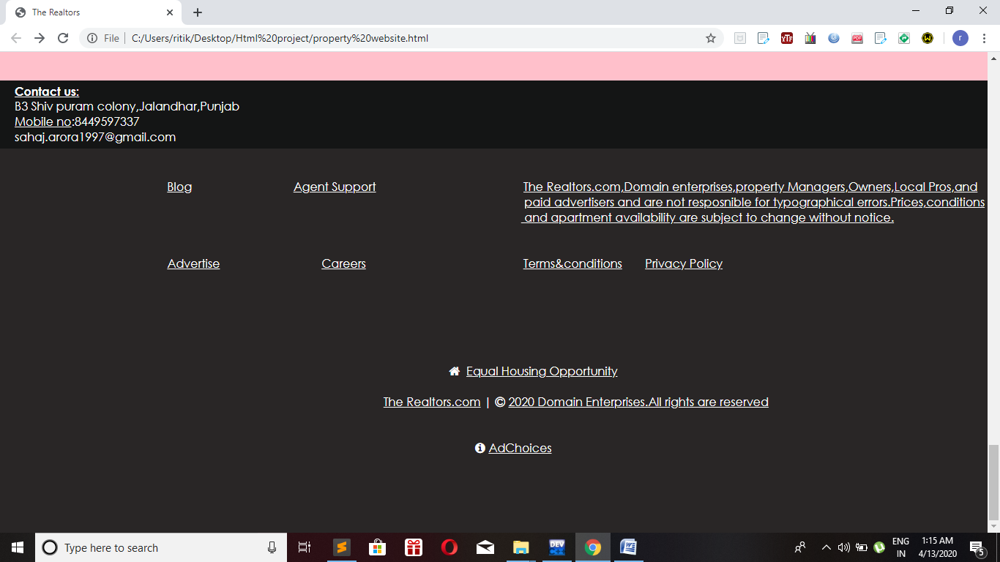 The Realtors
File | C:/Users/ritik/Desktop/Html%20project/property%20website.html
r
Contact us:
B3 Shiv puram colony,Jalandhar,Punjab
Mobile no:8449597337
sahaj.arora1997@gmail.com
Blog Agent Support The Realtors.com,Domain enterprises,property Managers,Owners,Local Pros,and
paid advertisers and are not resposnible for typographical errors.Prices,conditions
and apartment availability are subject to change without notice.
Advertise Careers Terms&conditions Privacy Policy
Equal Housing Opportunity
The Realtors.com | © 2020 Domain Enterprises.All rights are reserved
AdChoices
Type here to search
ENG
IN
1:15 AM
4/13/2020
5